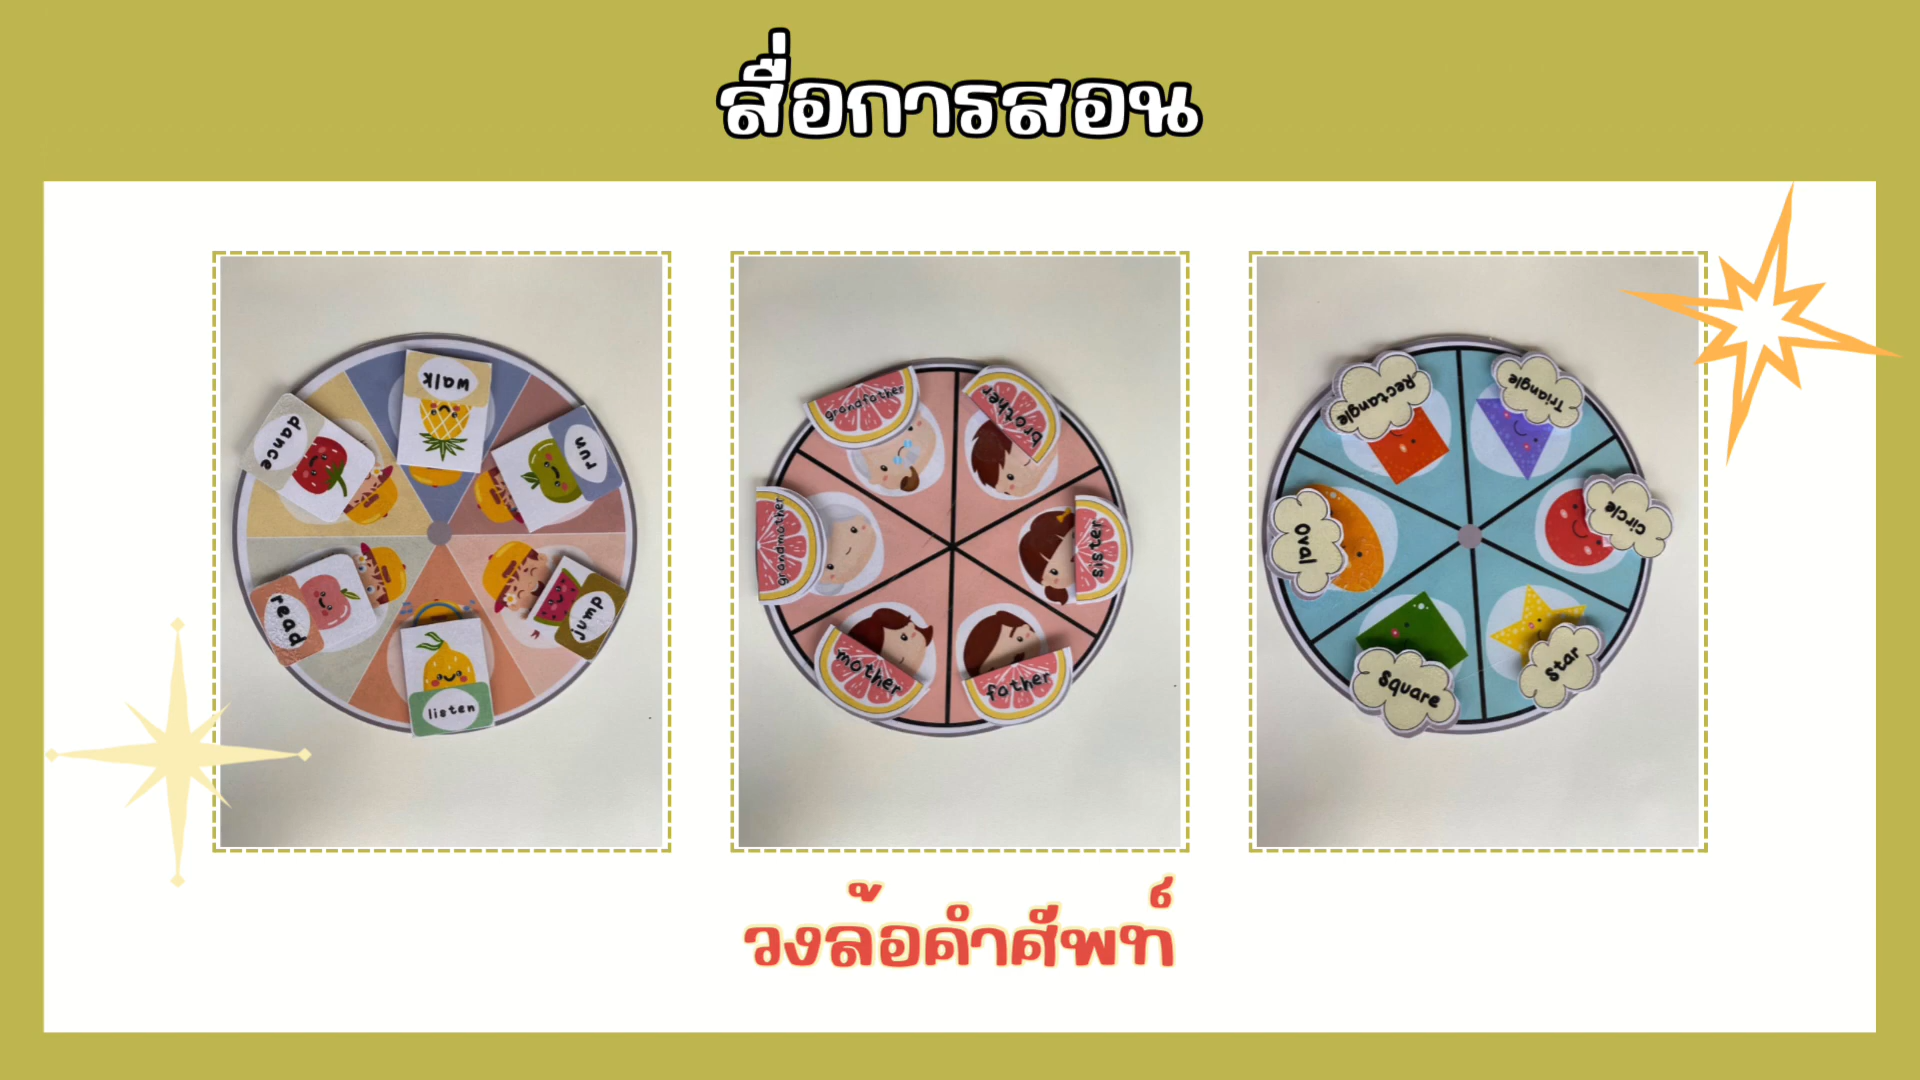 สื่อการสอน
walk
dance
run
read
jump
listen
grandfather
brother
grandmother
sister
mother
father
Rectangle
Triangle
Oval
Circle
Square
Star
วงล้อคำศัพท์